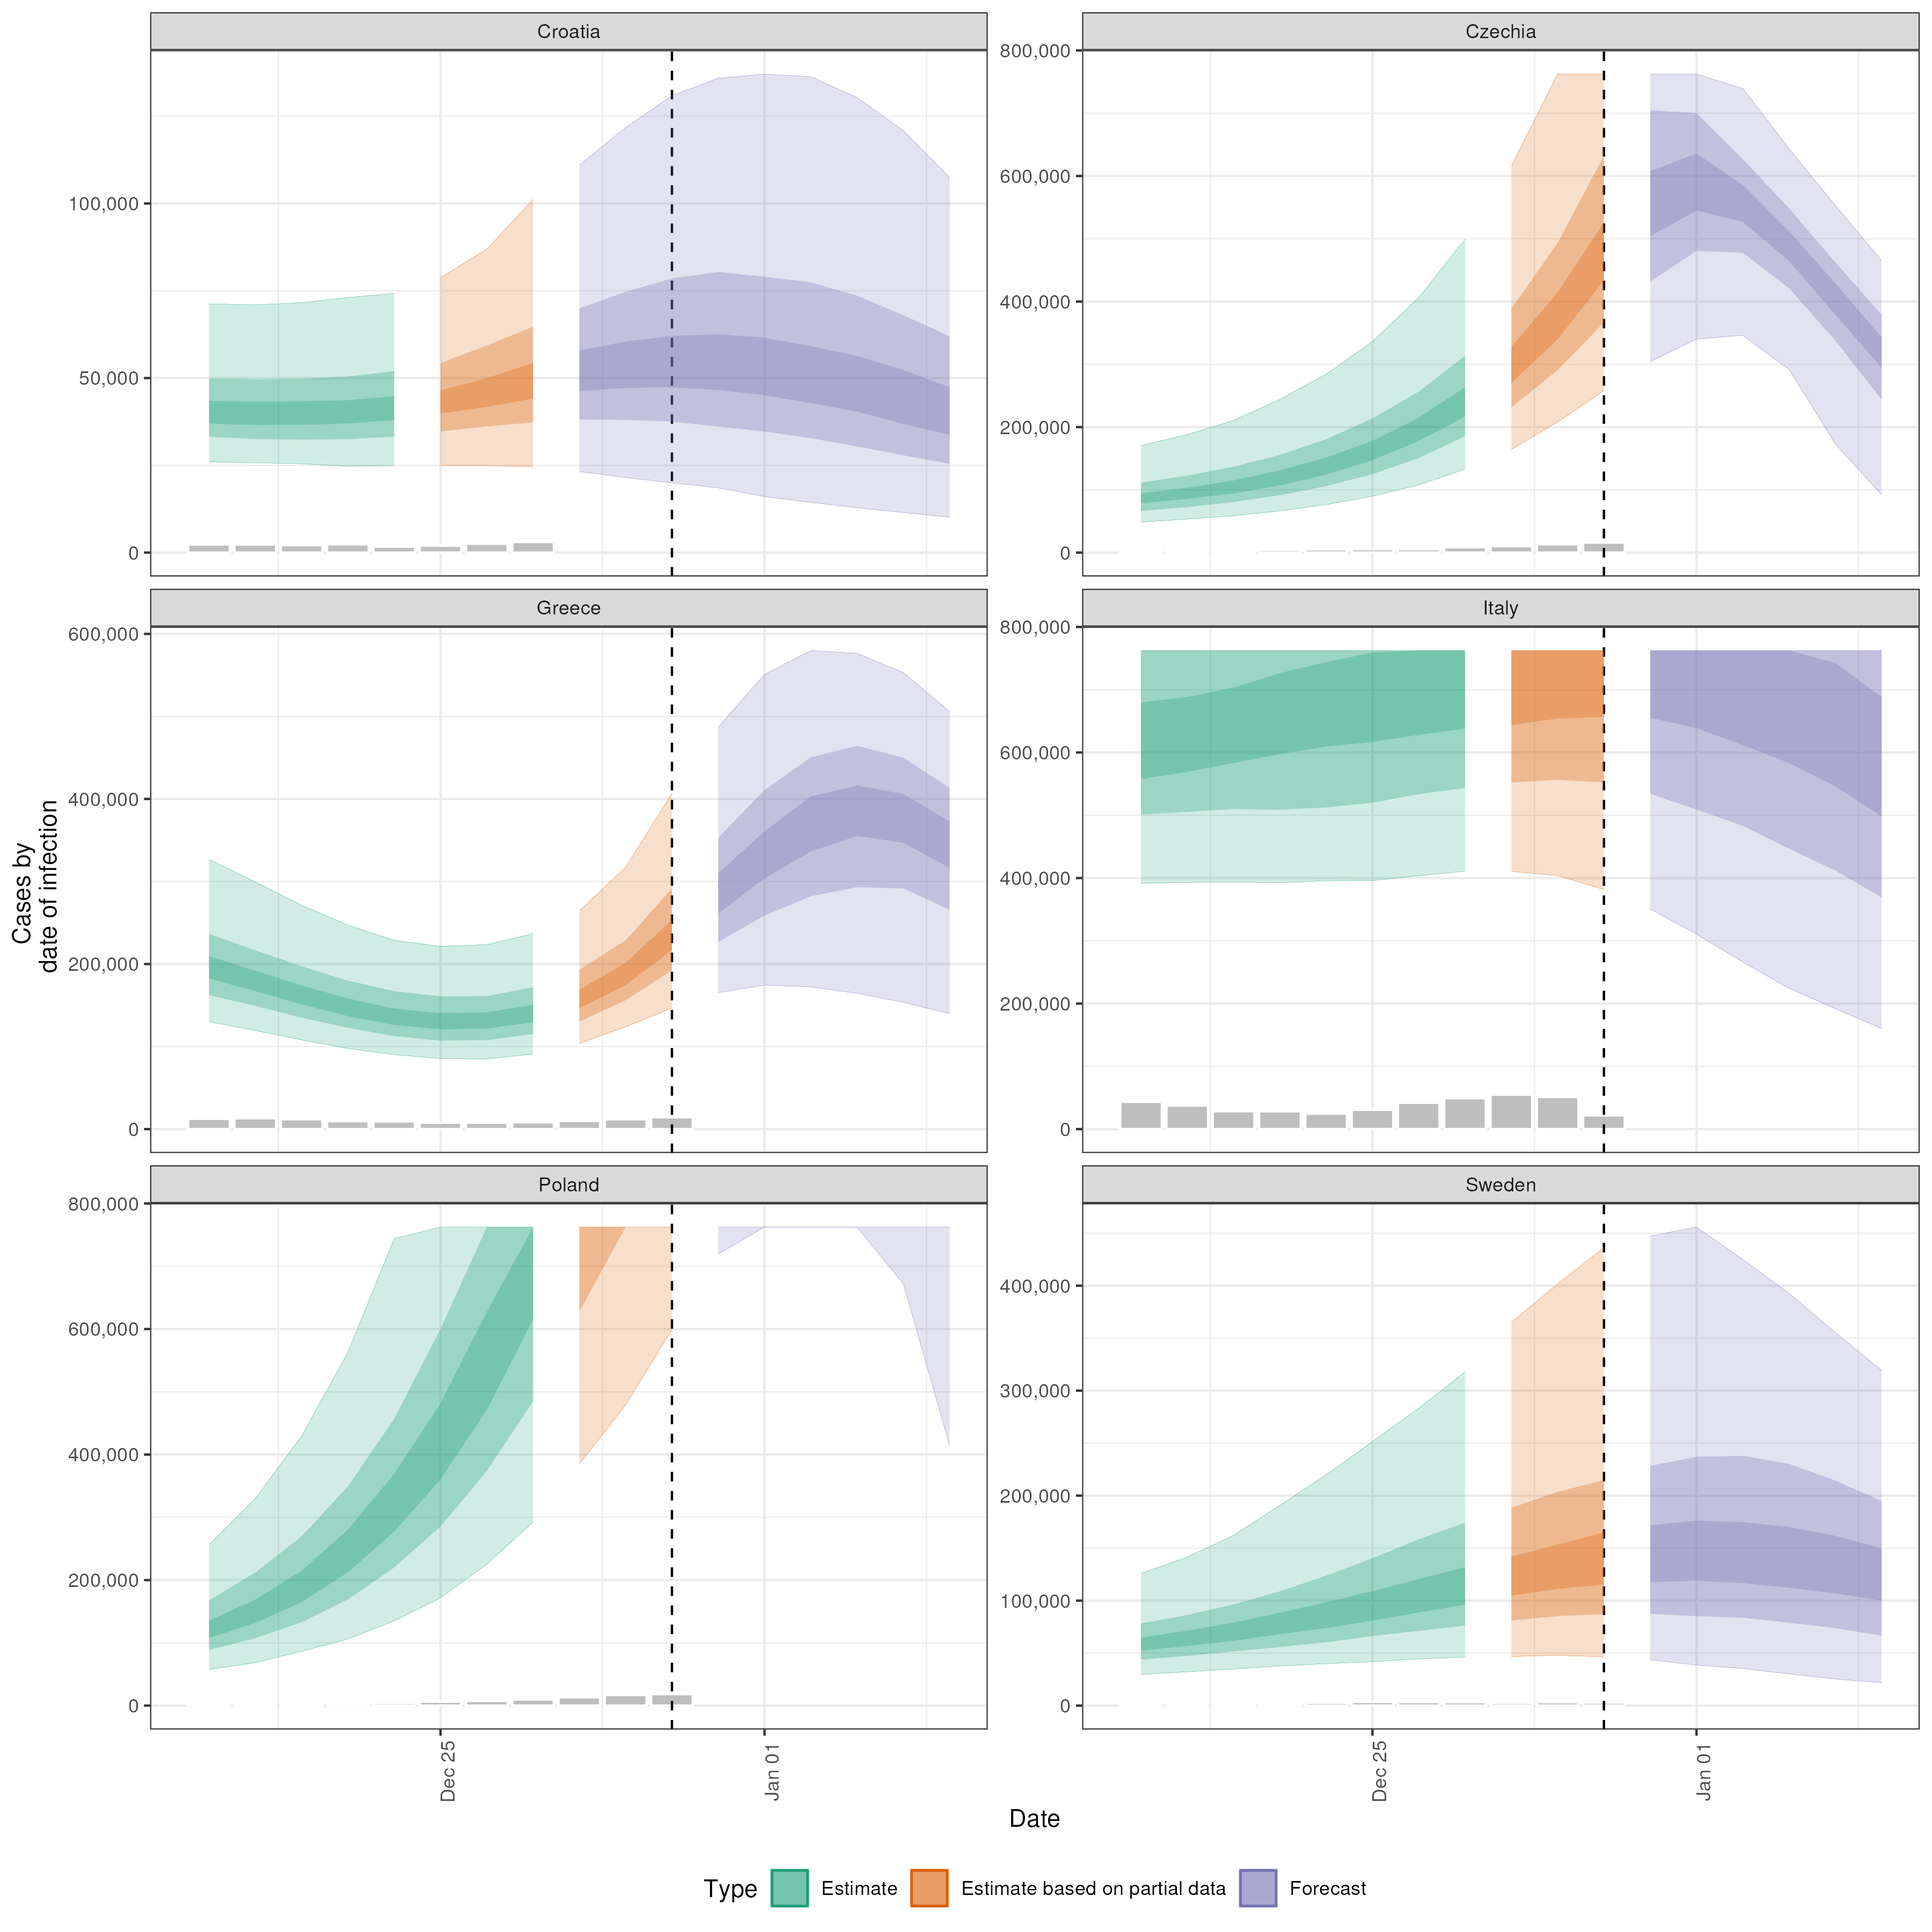 Croatia
Czechia
100,000
50,000
0
800,000
600,000
400,000
200,000
0
Greece
Italy
600,000
400,000
200,000
0
800,000
600,000
400,000
200,000
0
Poland
Sweden
800,000
600,000
400,000
200,000
0
400,000
300,000
200,000
100,000
0
Cases by
date of infection
Dec 25
Jan 01
Dec 25
Jan 01
Date
Type Estimate Estimate based on partial data Forecast